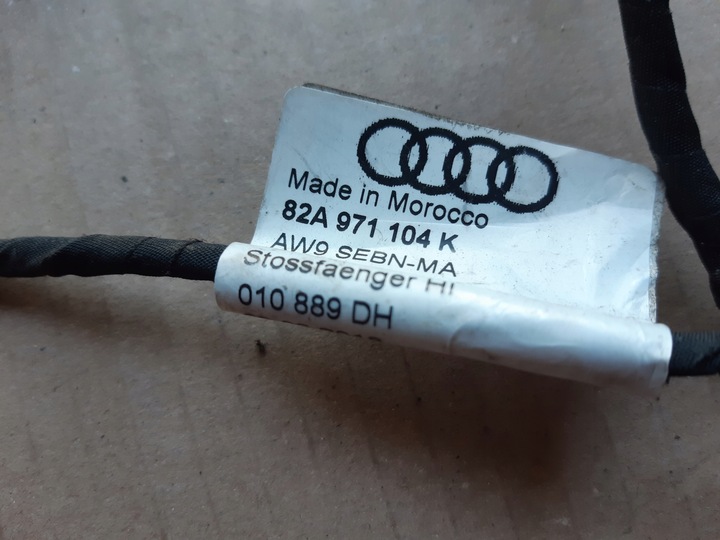 Made in Morocco
82A 971 104 K
AW9 SEBN-MA
Stossfaenger HI
010 889 DH